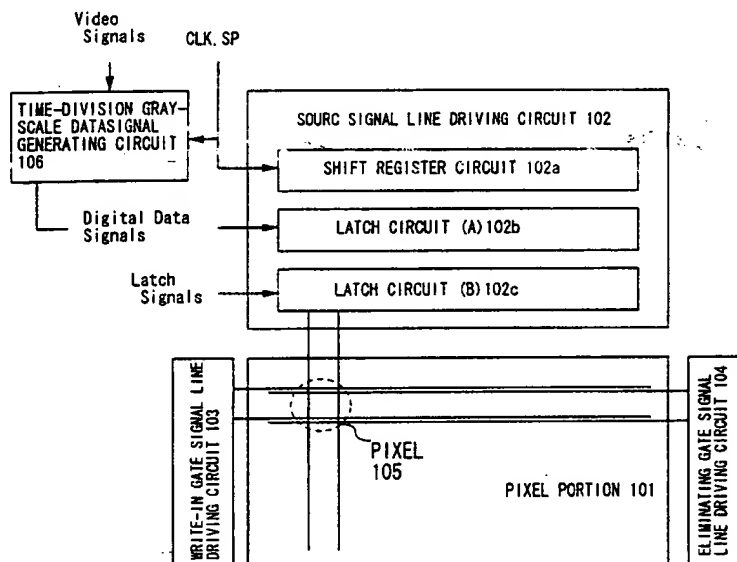 Video
Signals
CLK.SP
TIME-DIVISION GRAY-
SCALE DATASIGNAL
GENERATING CIRCUIT
106
SOURC SIGNAL LINE DRIVING CIRCUIT 102
SHIFT REGISTER CIRCUIT 102a
Digital Data
Signals
LATCH CIRCUIT (A)102b
Latch
Signals
LATCH CIRCUIT (B)102c
WRITE-IN GATE SIGNAL LINE
DRIVING CIRCUIT 103
PIXEL
105
PIXEL PORTION 101
ELIMINATING GATE SIGNAL
LINE DRIVING CIRCUIT 104